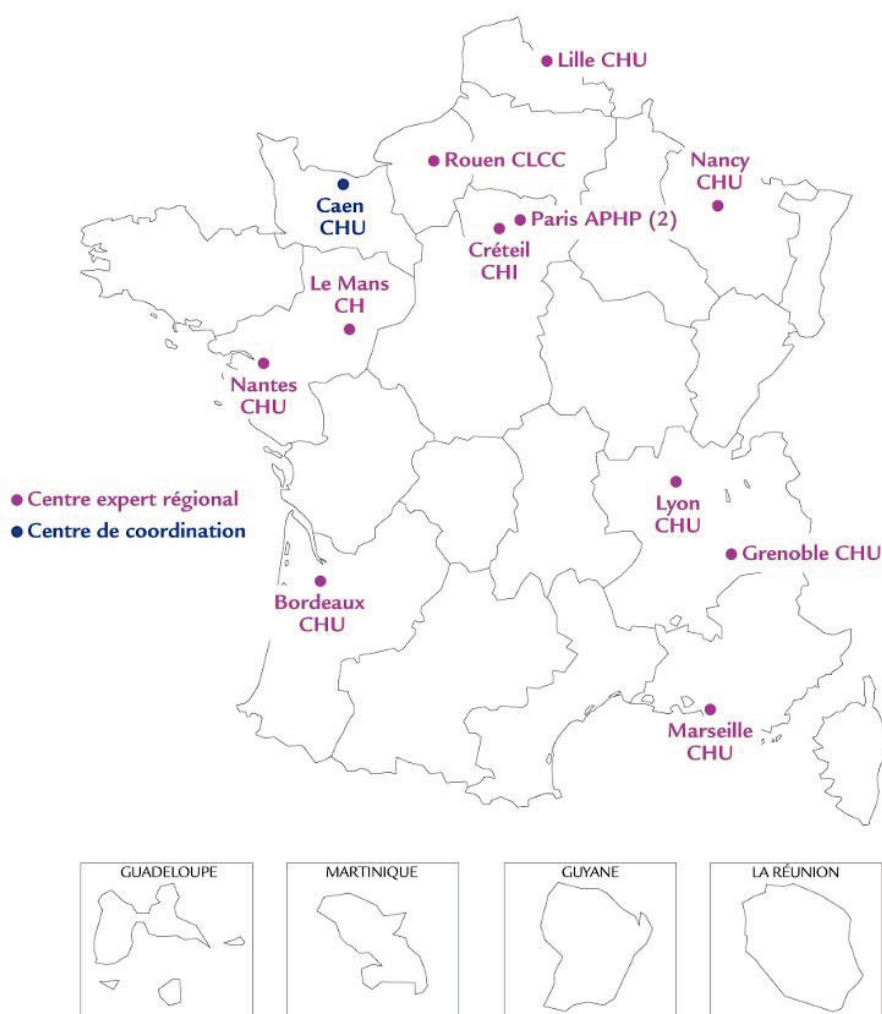 Lille CHU
Rouen CLCC
Nancy
CHU
Caen
CHU
Paris APHP (2)
Créteil
CHI
Le Mans
CH
Nantes
CHU
Centre expert régional
Centre de coordination
Lyon
CHU
Grenoble CHU
Bordeaux
CHU
Marseille
CHU
GUADELOUPE
MARTINIQUE
GUYANE
LA RÉUNION